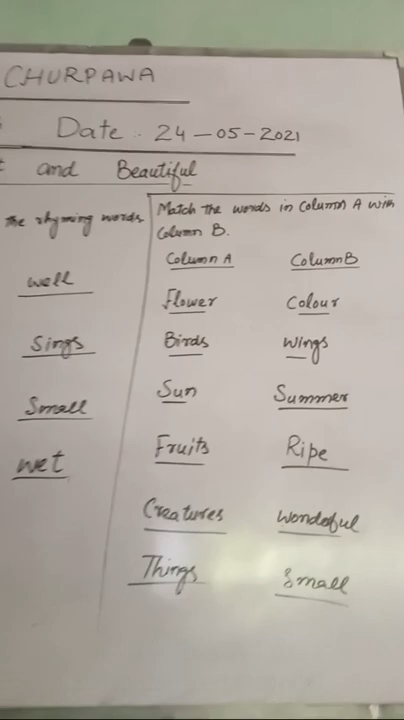 CHURPAWA
Date . 24-05-2021
and Beautiful
the rhyming words
well
Sings
Small
wet
Match the words in Column A with
Column B.
Column A Column B
Flower Colour
Birds Wings
Sun Summer
Fruits Ripe
Creatures Wondeful
Things Small